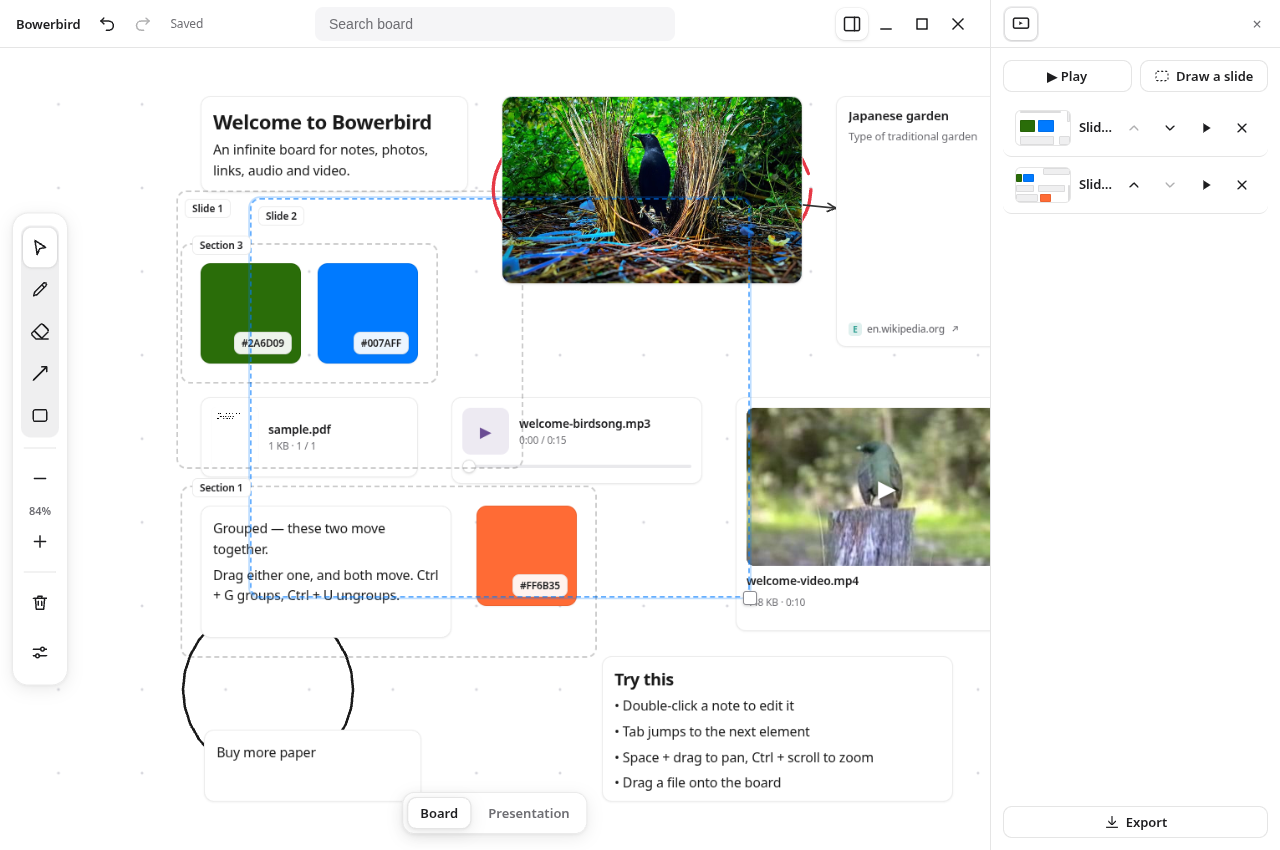 Bowerbird
Saved
Search board
▶ Play
Draw a slide
Slid...
Slid...
Export
Welcome to Bowerbird
An infinite board for notes, photos,
links, audio and video.
Japanese garden
Type of traditional garden
E en.wikipedia.org ↗
Slide 1
Slide 2
Section 3
#2A6D09
#007AFF
sample.pdf
1 KB · 1 / 1
welcome-birdsong.mp3
0:00 / 0:15
Section 1
Grouped — these two move
together.
Drag either one, and both move. Ctrl
+ G groups, Ctrl + U ungroups.
#FF6B35
welcome-video.mp4
KB · 0:10
84%
Try this
• Double-click a note to edit it
• Tab jumps to the next element
• Space + drag to pan, Ctrl + scroll to zoom
• Drag a file onto the board
Buy more paper
Board
Presentation